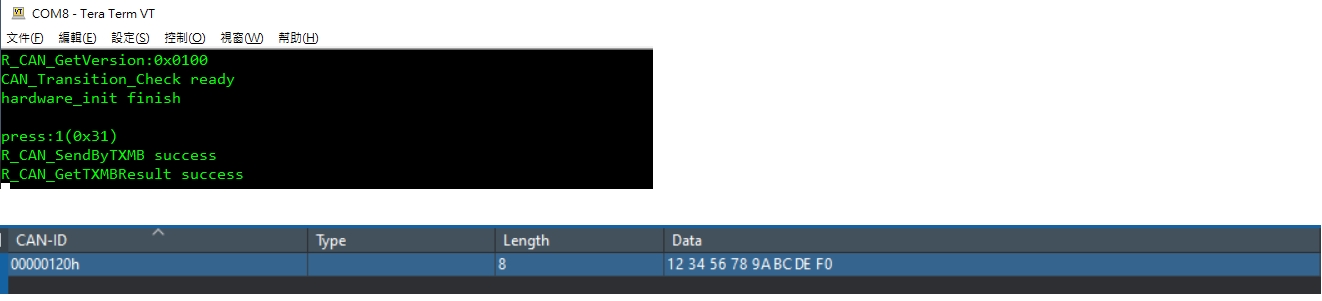 COM8 - Tera Term VT
文件(F) 編輯(E) 設定(S) 控制(O) 視窗(W) 幫助(H)
R_CAN_GetVersion:0x0100
CAN_Transition_Check ready
hardware_init finish
press:1(0x31)
R_CAN_SendByTXMB success
R_CAN_GetTXMBResult success
CAN-ID Type Length Data
00000120h 8 12 34 56 78 9A BC DE F0